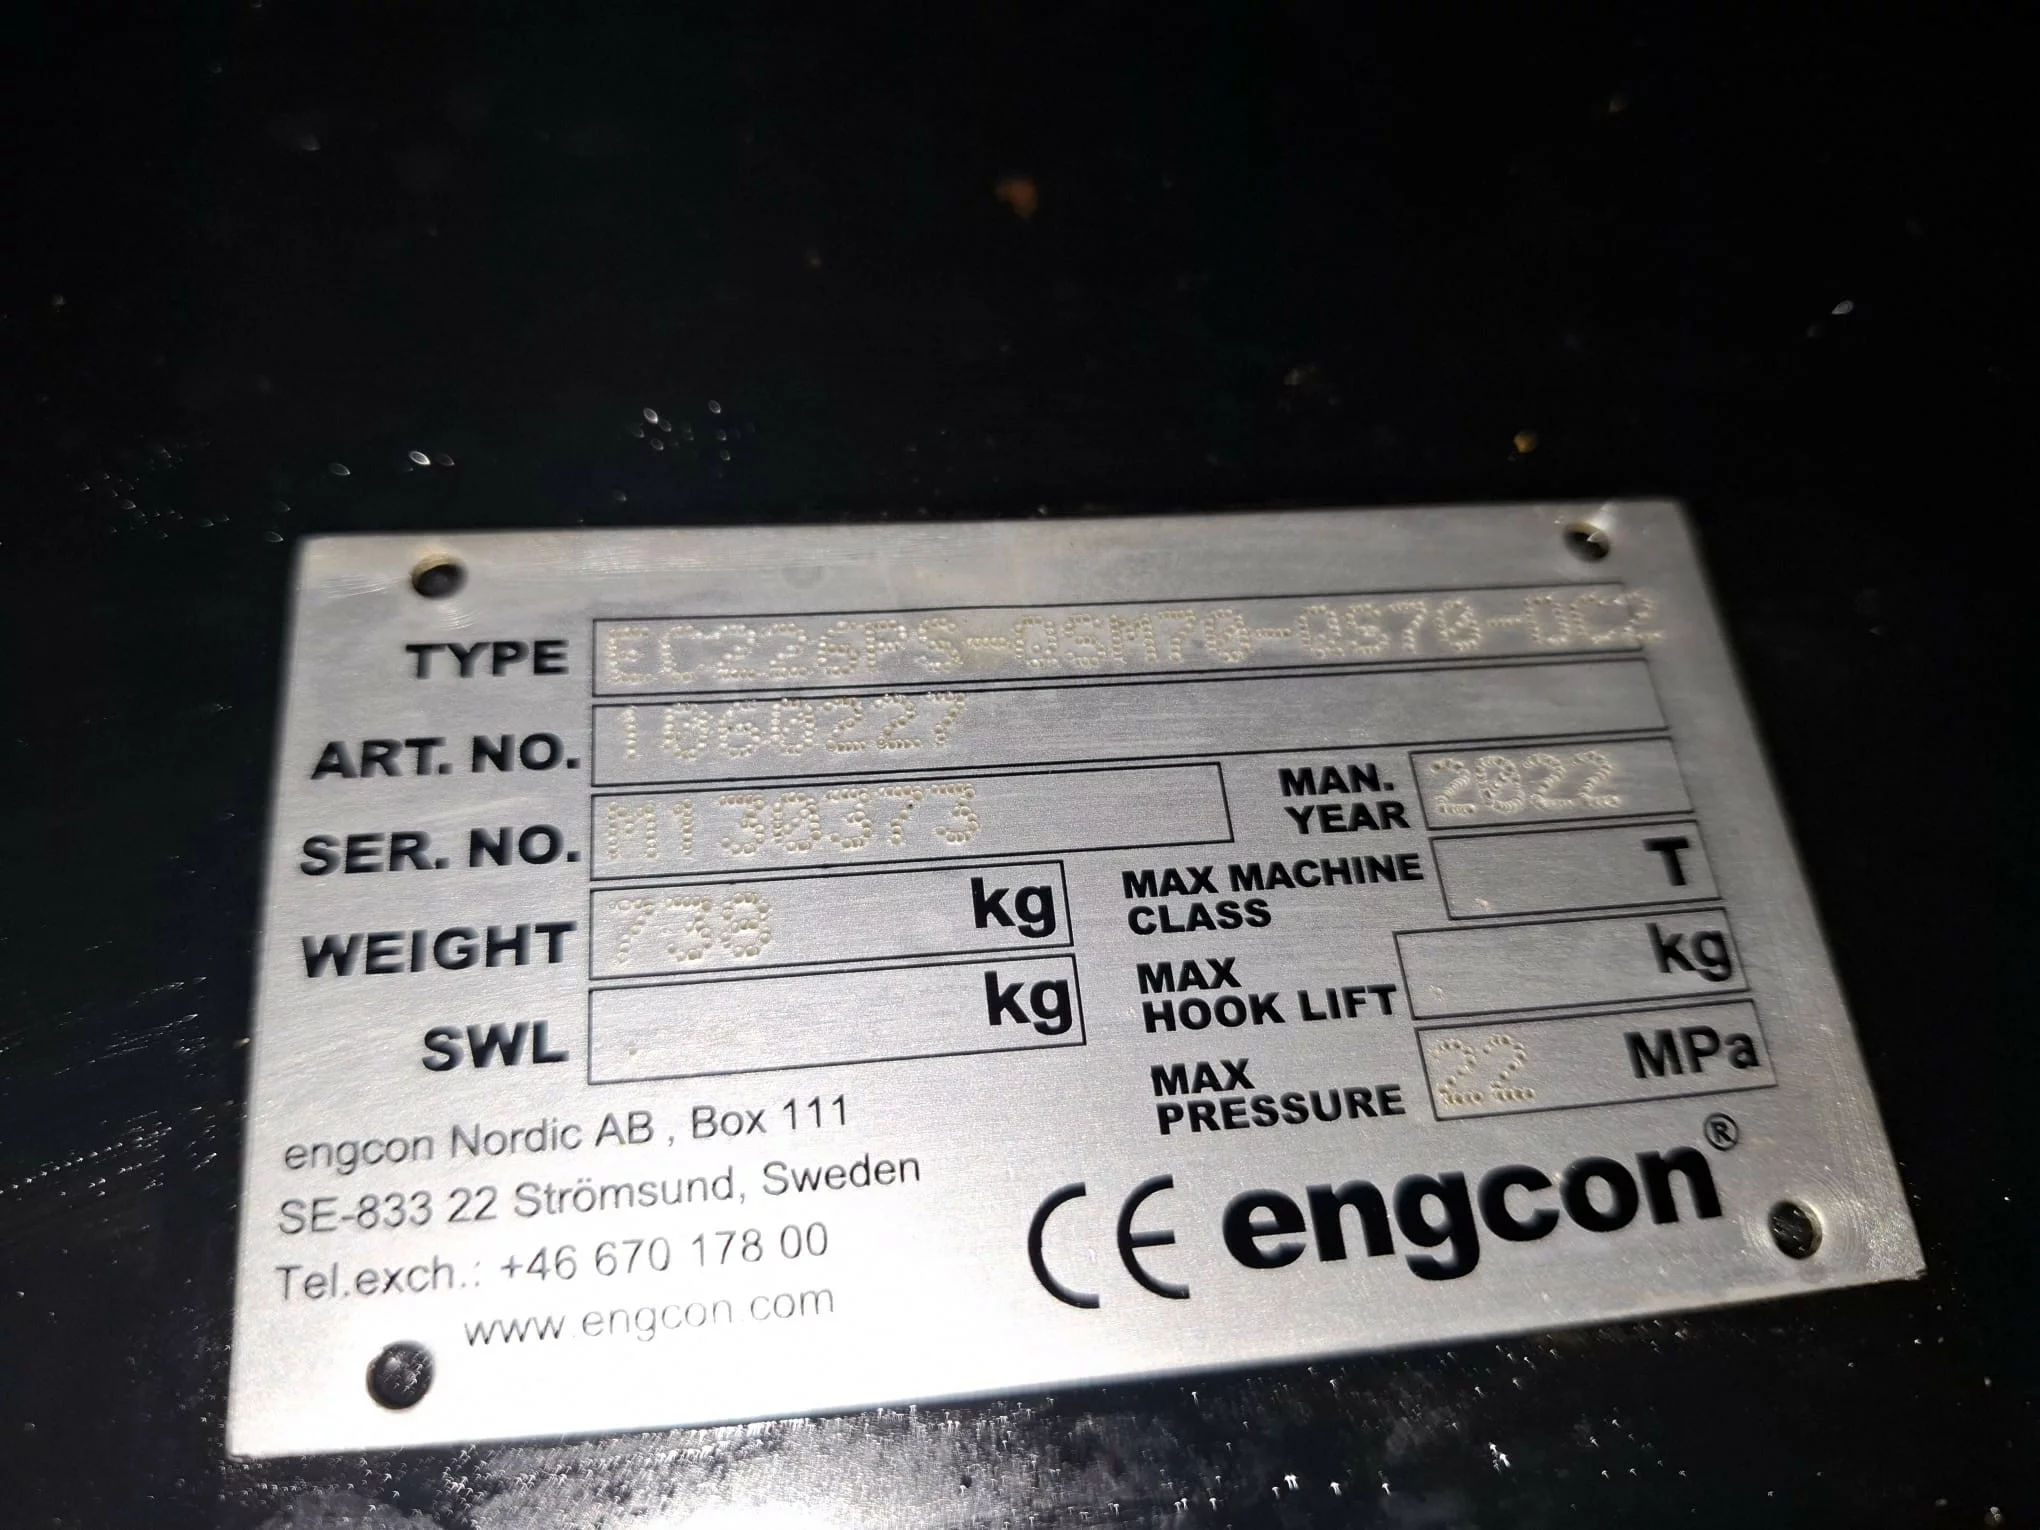 TYPE EC226PS-QSM70-QS70-DC2
ART. NO. 1060227
SER. NO. M130373
MAN. YEAR 2022
WEIGHT 738 kg
MAX MACHINE CLASS T
SWL kg
MAX HOOK LIFT kg
MAX PRESSURE 22 MPa
engcon Nordic AB , Box 111
SE-833 22 Strömsund, Sweden
Tel.exch.: +46 670 178 00
www.engcon.com
CE engcon®